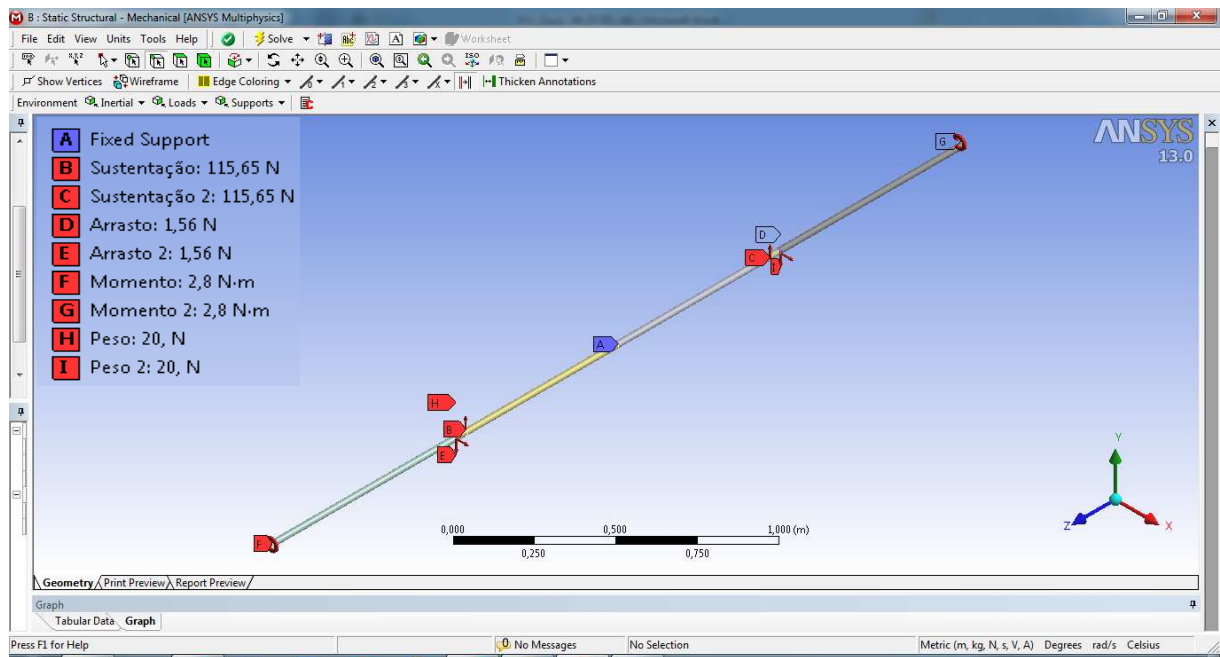 B : Static Structural - Mechanical [ANSYS Multiphysics]
File Edit View Units Tools Help Solve Worksheet
Show Vertices Wireframe Edge Coloring Thicken Annotations
Environment Inertial Loads Supports
A Fixed Support
B Sustentação: 115,65 N
C Sustentação 2: 115,65 N
D Arrasto: 1,56 N
E Arrasto 2: 1,56 N
F Momento: 2,8 N·m
G Momento 2: 2,8 N·m
H Peso: 20, N
I Peso 2: 20, N
ANSYS
13.0
G
D
C
I
A
H
B
E
F
Y
Z
X
0,000 0,500 1,000 (m)
0,250 0,750
Geometry Print Preview Report Preview
Graph
Tabular Data Graph
Press F1 for Help 0 No Messages No Selection Metric (m, kg, N, s, V, A) Degrees rad/s Celsius